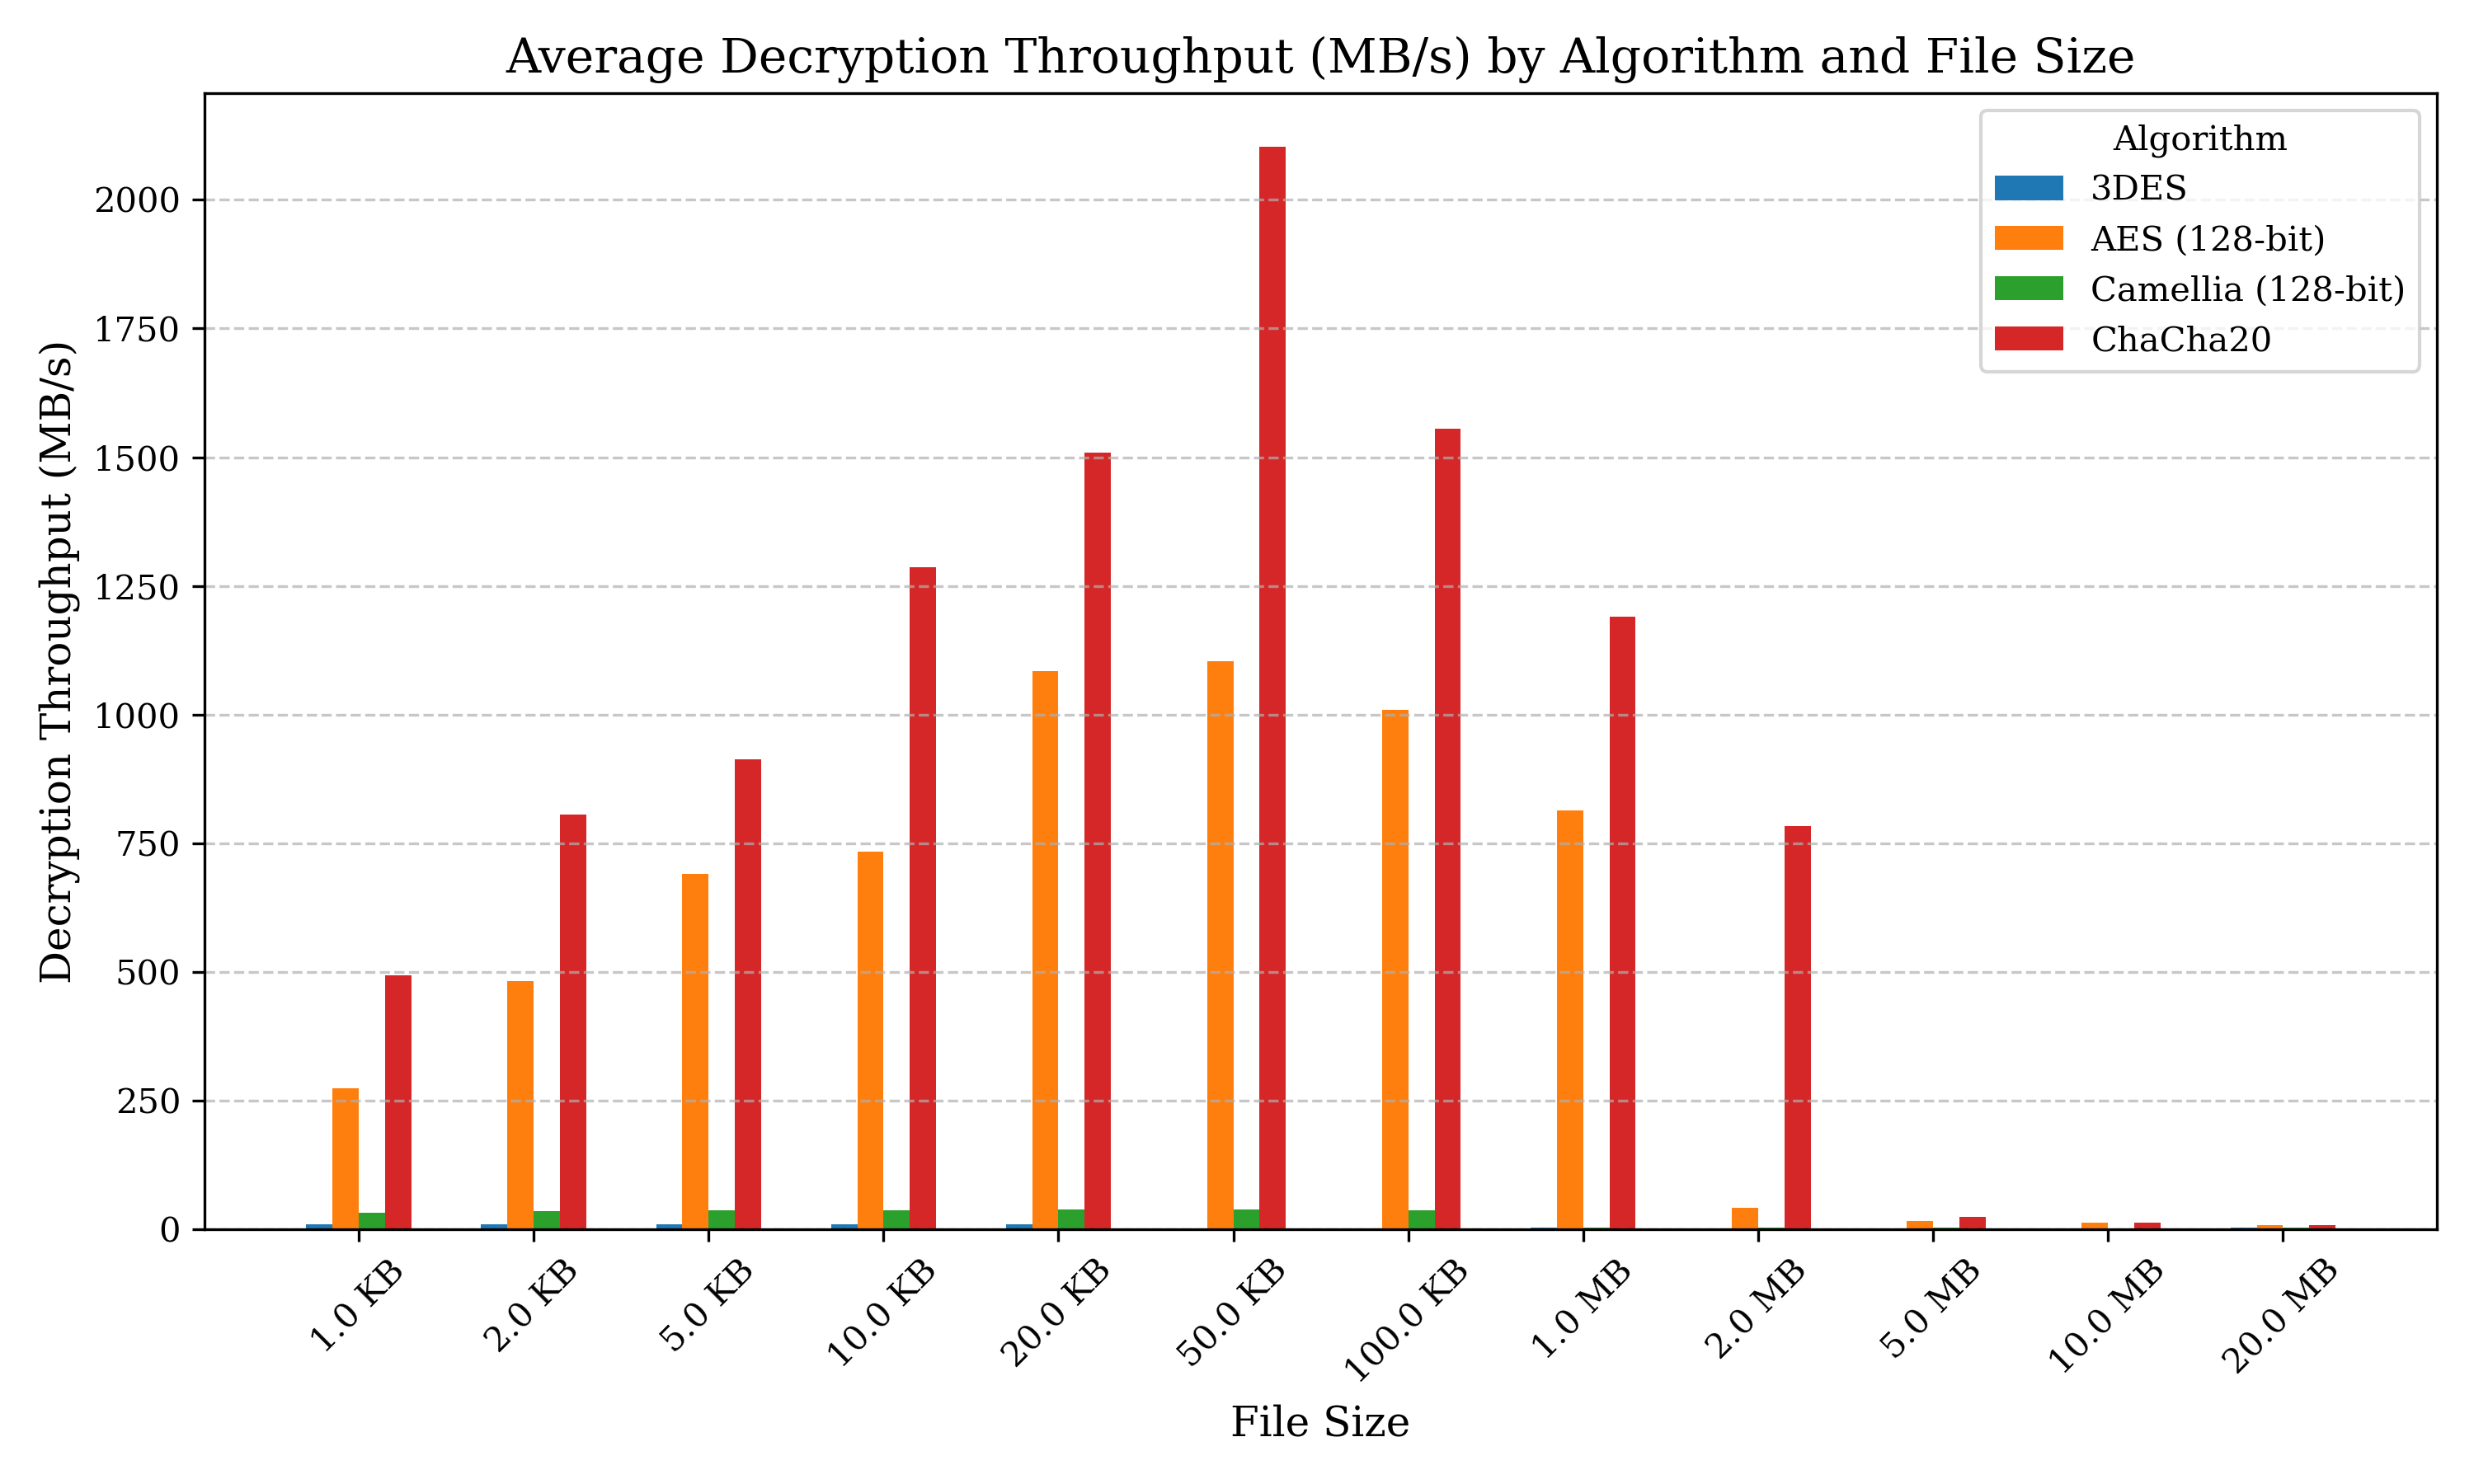 Average Decryption Throughput (MB/s) by Algorithm and File Size
Algorithm
3DES
AES (128-bit)
Camellia (128-bit)
ChaCha20
Decryption Throughput (MB/s)
2000
1750
1500
1250
1000
750
500
250
0
1.0 KB
2.0 KB
5.0 KB
10.0 KB
20.0 KB
50.0 KB
100.0 KB
1.0 MB
2.0 MB
5.0 MB
10.0 MB
20.0 MB
File Size